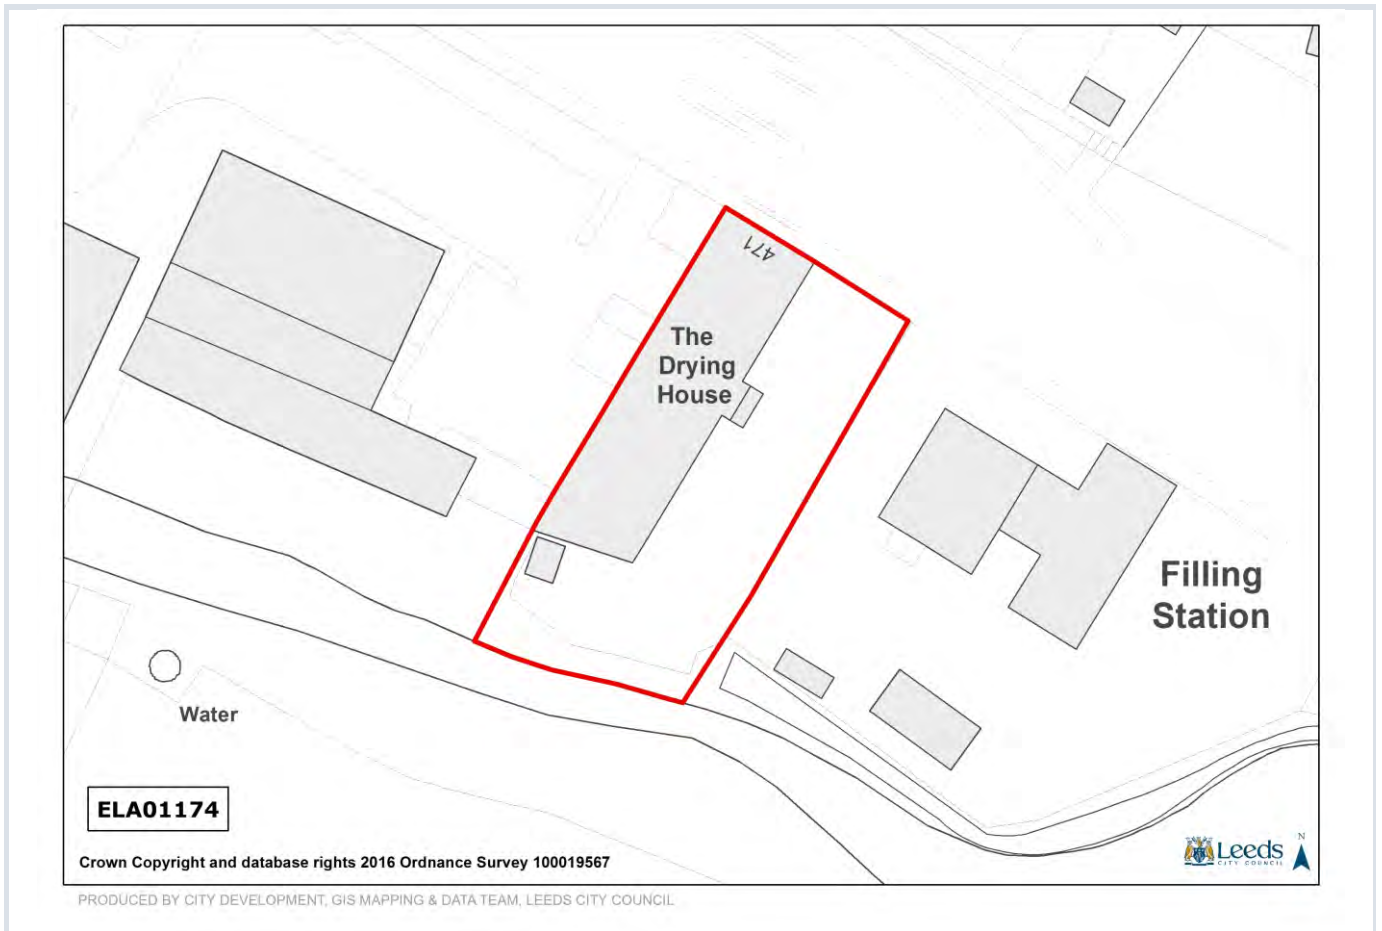 471
The
Drying
House
Filling
Station
Water
ELA01174
Crown Copyright and database rights 2016 Ordnance Survey 100019567
N
Leeds
CITY COUNCIL
PRODUCED BY CITY DEVELOPMENT, GIS MAPPING & DATA TEAM, LEEDS CITY COUNCIL